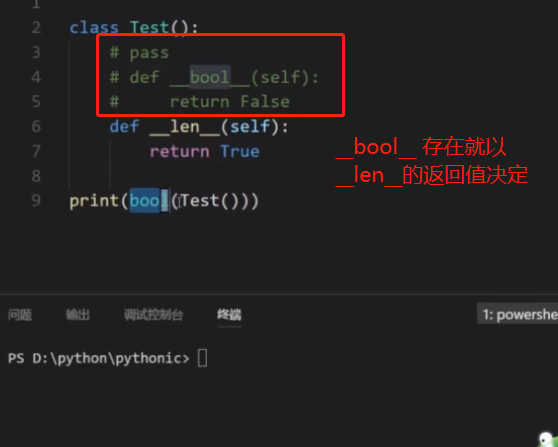 1
2 class Test():
3     # pass
4     # def __bool__(self):
5     #     return False
6     def __len__(self):
7         return True
8
9 print(bool(Test()))
__bool__ 存在就以
__len__的返回值决定
问题 输出 调试控制台 终端 1: powershe
PS D:\python\pythonic>